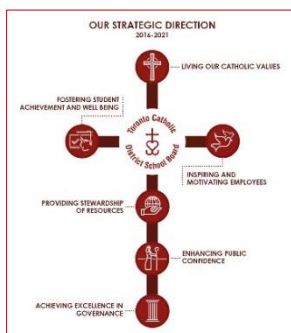 OUR STRATEGIC DIRECTION
2016-2021
LIVING OUR CATHOLIC VALUES
FOSTERING STUDENT
ACHIEVEMENT AND WELL BEING
Toronto Catholic
District School Board
INSPIRING AND
MOTIVATING EMPLOYEES
PROVIDING STEWARDSHIP
OF RESOURCES
ENHANCING PUBLIC
CONFIDENCE
ACHIEVING EXCELLENCE IN
GOVERNANCE